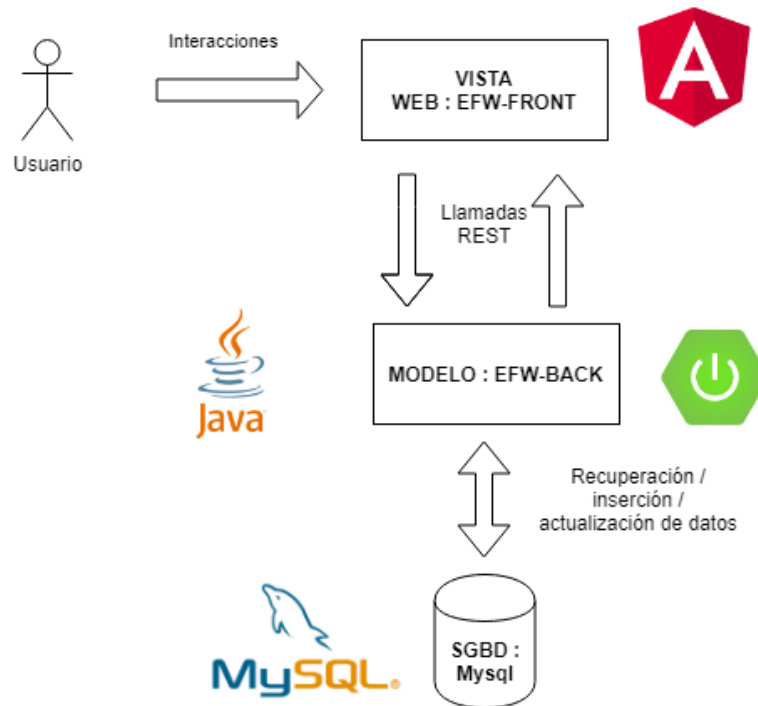 Interacciones
VISTA
WEB : EFW-FRONT
Usuario
Llamadas
REST
MODELO : EFW-BACK
Java
Recuperación /
inserción /
actualización de datos
SGBD :
Mysql
MySQL®